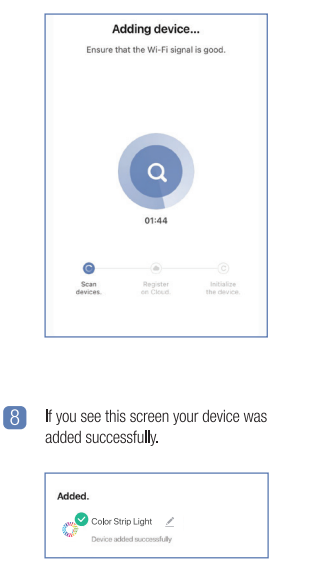 Adding device...
Ensure that the Wi-Fi signal is good.
01:44
Scan devices.
Register on Cloud.
Initialize the device.
8
If you see this screen your device was
added successfully.
Added.
Color Strip Light
Device added successfully